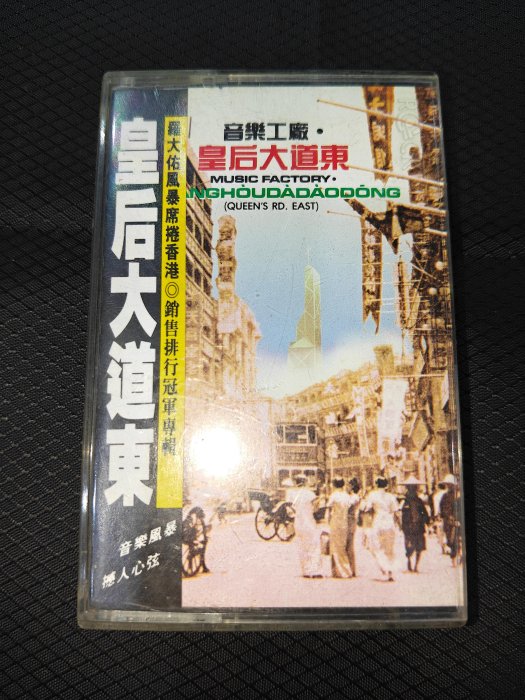 皇后大道東
羅大佑風暴席捲香港◎銷售排行冠軍專輯
音樂風暴
捲人心弦
音樂工廠·
皇后大道東
MUSIC FACTORY·
ANGHÒUDÀDÀODŌNG
(QUEEN'S RD. EAST)